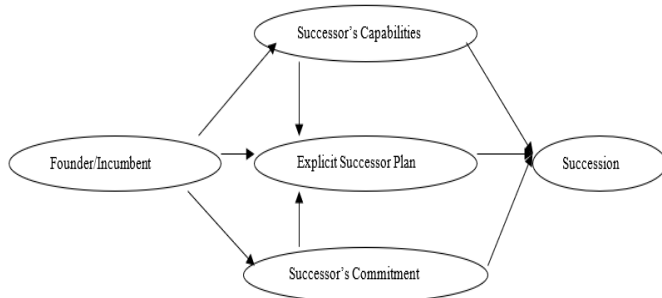 Successor's Capabilities
Founder/Incumbent
Explicit Successor Plan
Succession
Successor's Commitment